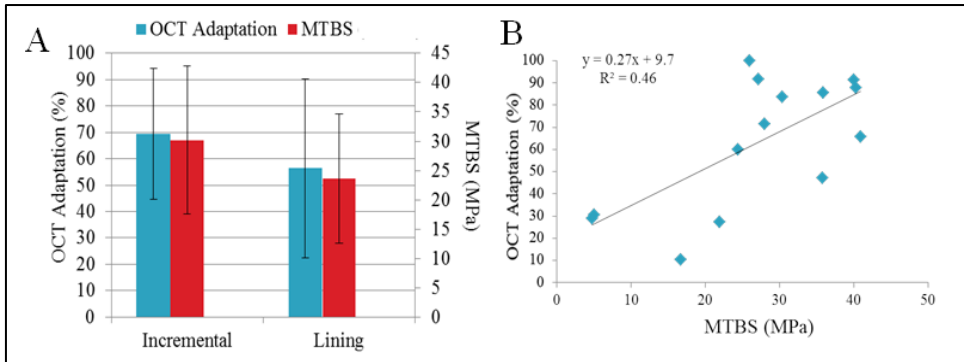 A
OCT Adaptation MTBS
OCT Adaptation (%)
100
90
80
70
60
50
40
30
20
10
0
45
40
35
30
25
20
15
10
5
0
MTBS (MPa)
Incremental Lining
B
y = 0.27x + 9.7
R² = 0.46
OCT Adaptation (%)
100
90
80
70
60
50
40
30
20
10
0
0 10 20 30 40 50
MTBS (MPa)